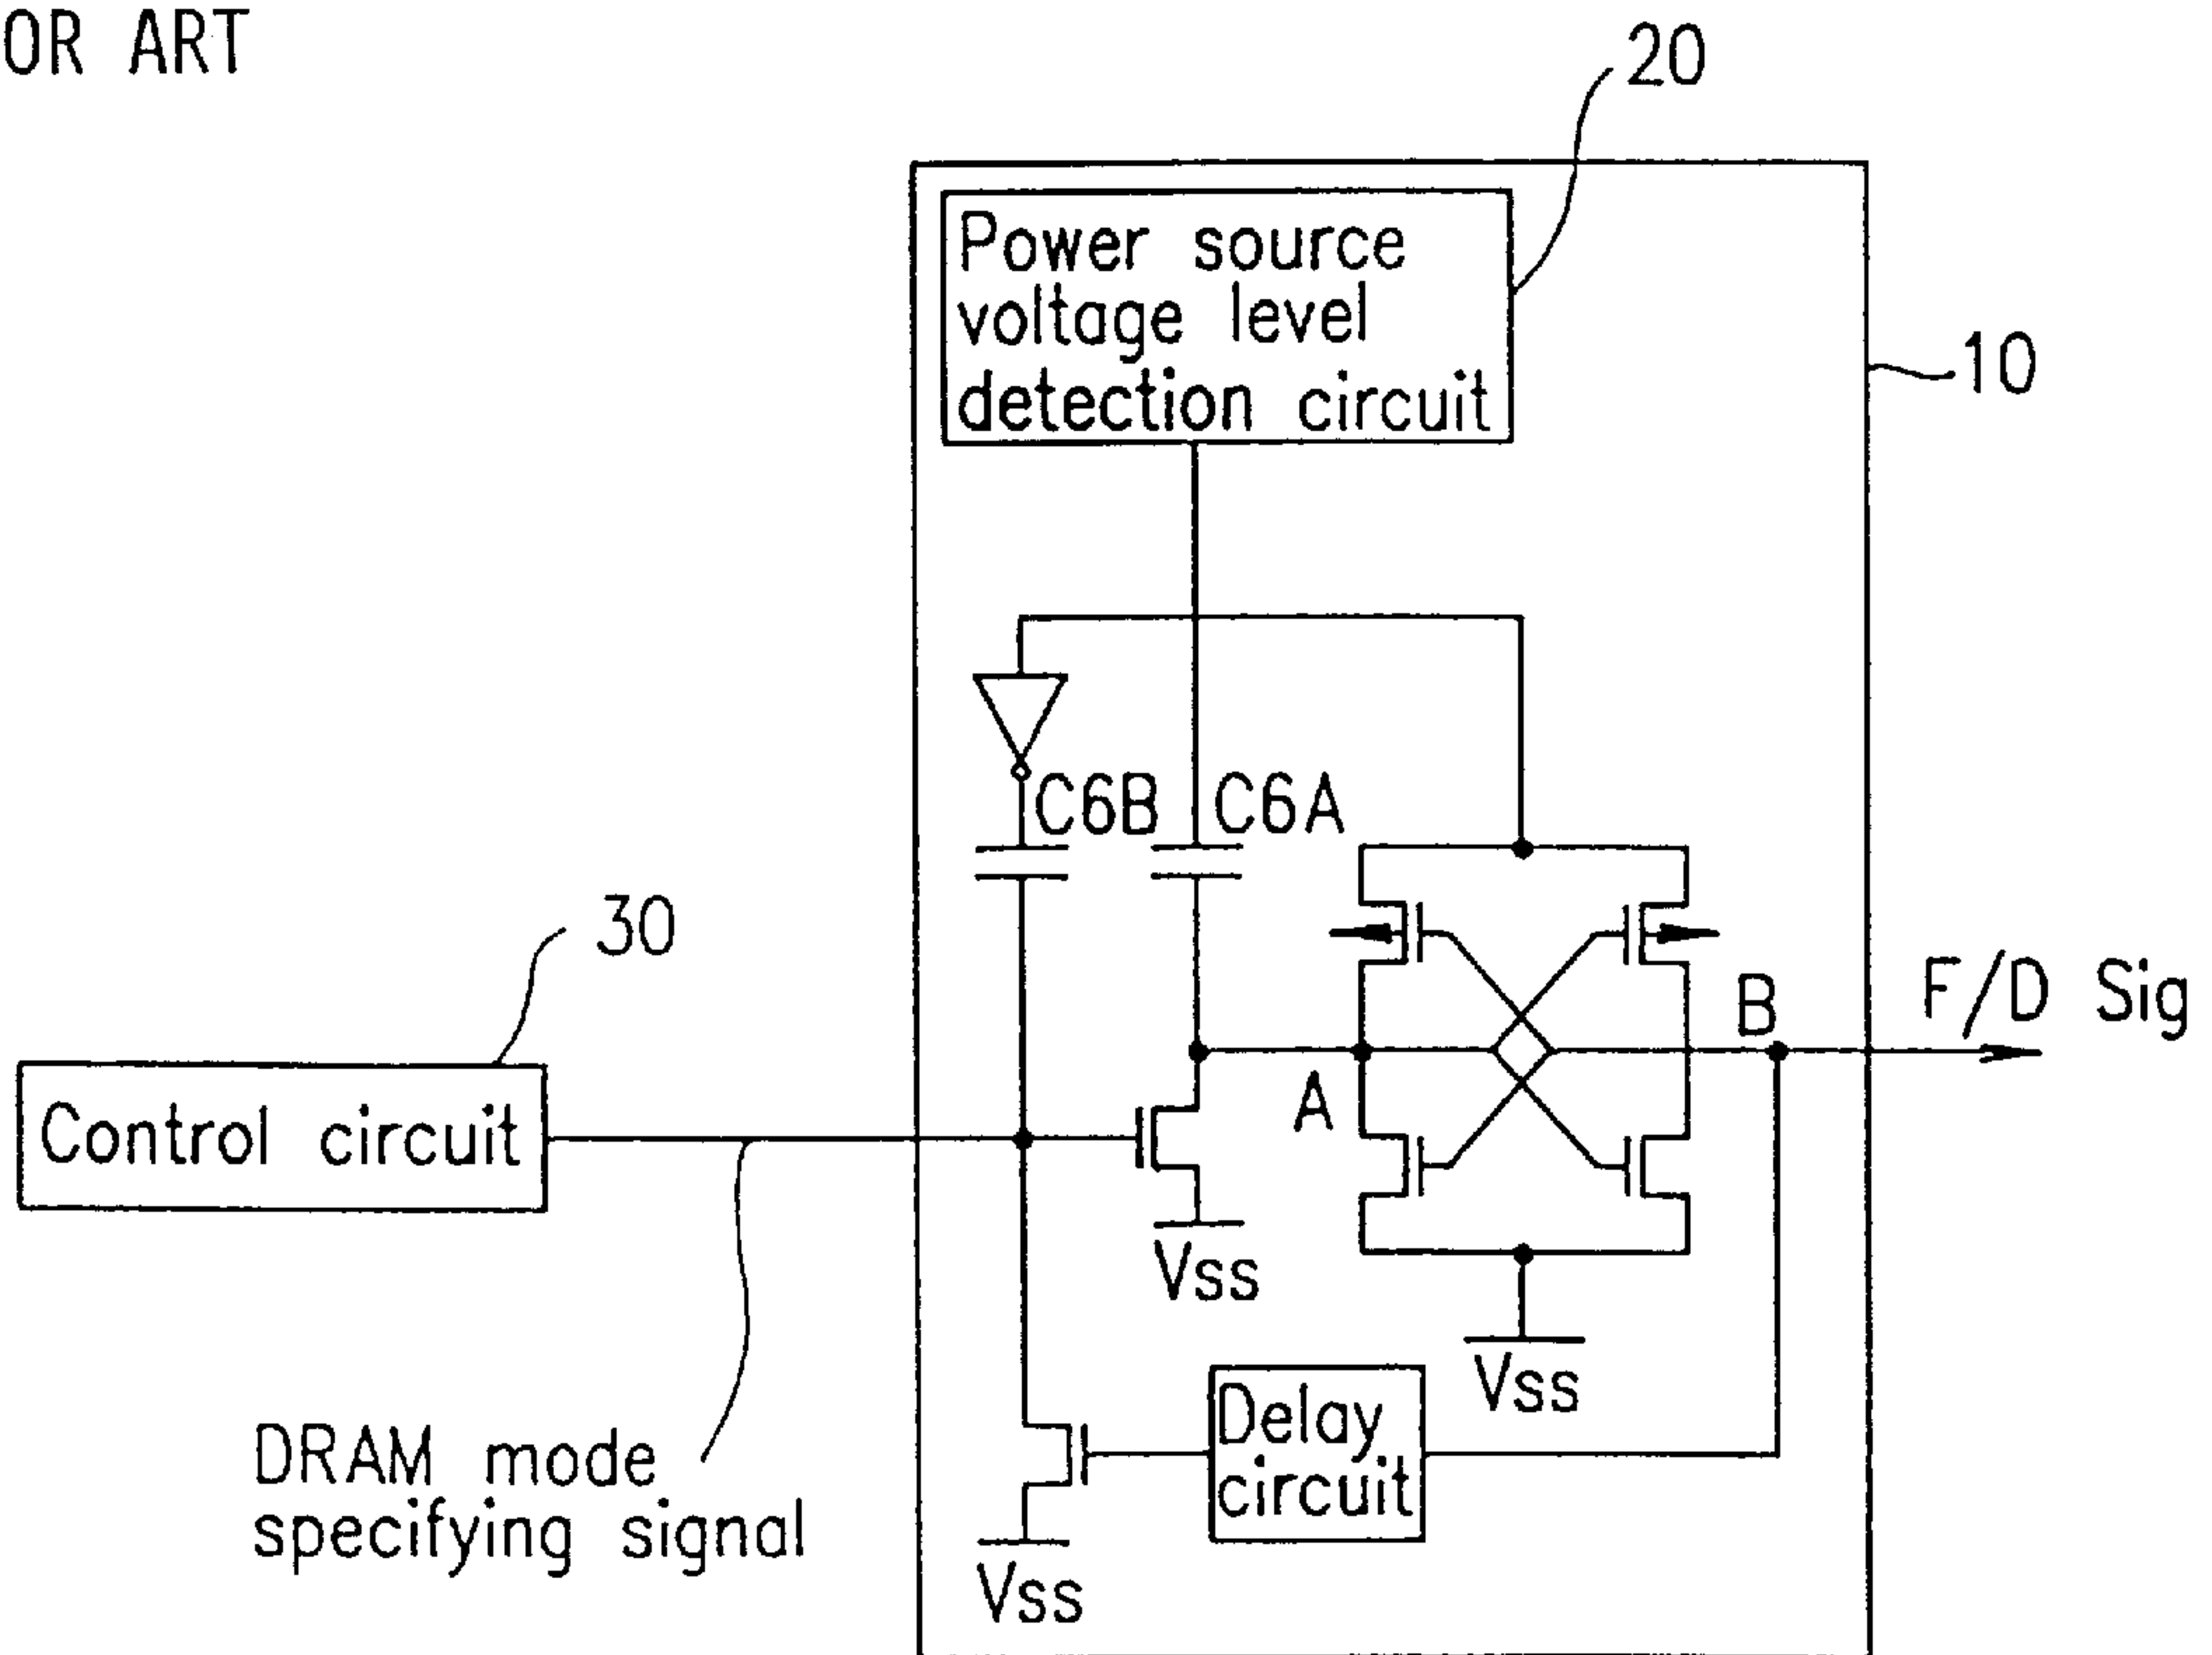 OR ART
20
Power source
voltage level
detection circuit
10
C6B
C6A
30
B
F/D Sig
A
Control circuit
Vss
Vss
Delay
circuit
DRAM mode
specifying signal
Vss